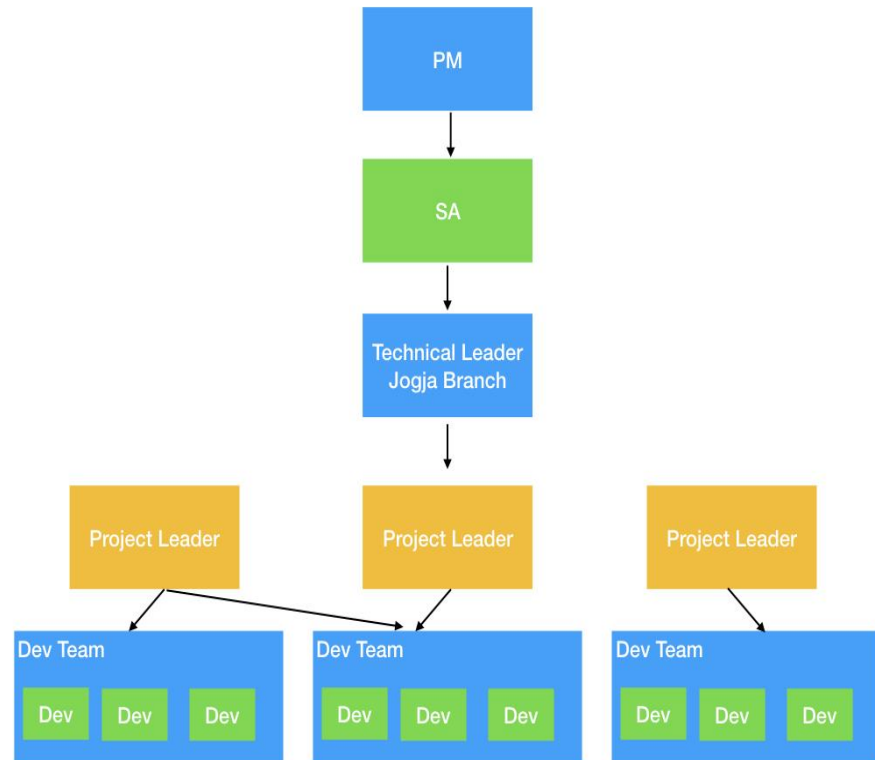 PM
SA
Technical Leader
Jogja Branch
Project Leader
Project Leader
Project Leader
Dev Team
Dev
Dev
Dev
Dev Team
Dev
Dev
Dev
Dev Team
Dev
Dev
Dev